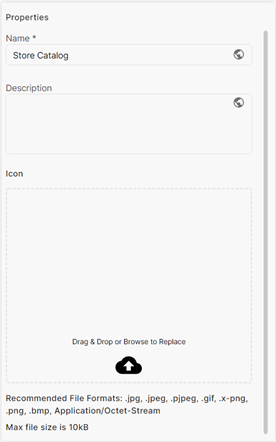 Properties
Name *
Store Catalog
Description
Icon
Drag & Drop or Browse to Replace
Recommended File Formats: .jpg, .jpeg, .pjpeg, .gif, .x-png,
.png, .bmp, Application/Octet-Stream
Max file size is 10kB